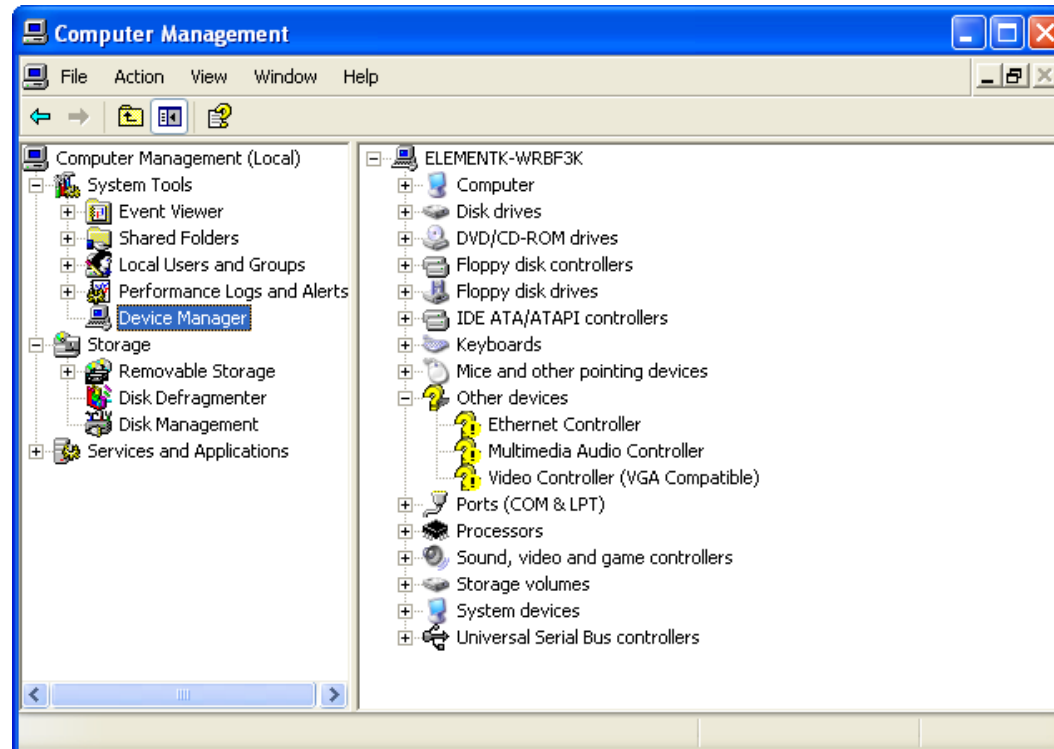 Computer Management
File Action View Window Help
Computer Management (Local)
System Tools
Event Viewer
Shared Folders
Local Users and Groups
Performance Logs and Alerts
Device Manager
Storage
Removable Storage
Disk Defragmenter
Disk Management
Services and Applications
ELEMENTK-WRBF3K
Computer
Disk drives
DVD/CD-ROM drives
Floppy disk controllers
Floppy disk drives
IDE ATA/ATAPI controllers
Keyboards
Mice and other pointing devices
Other devices
Ethernet Controller
Multimedia Audio Controller
Video Controller (VGA Compatible)
Ports (COM & LPT)
Processors
Sound, video and game controllers
Storage volumes
System devices
Universal Serial Bus controllers